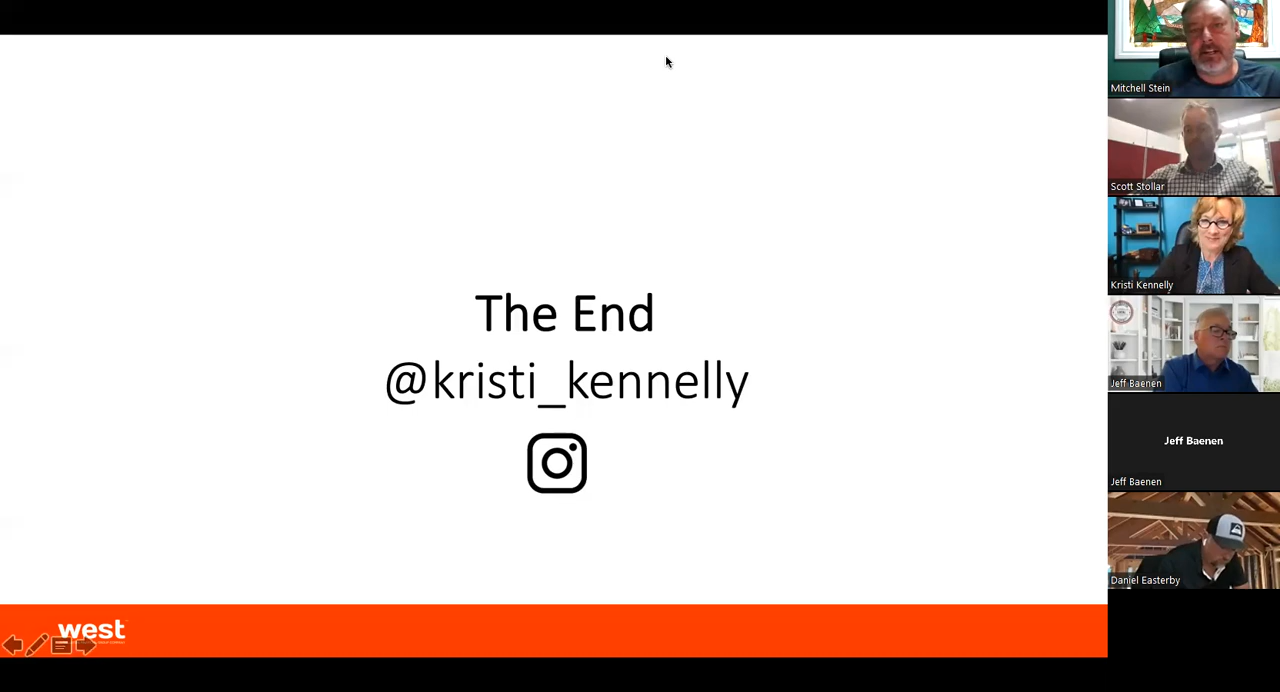 The End
@kristi_kennelly
west
Mitchell Stein
Scott Stollar
Kristi Kennelly
Jeff Baenen
Jeff Baenen
Jeff Baenen
Daniel Easterby